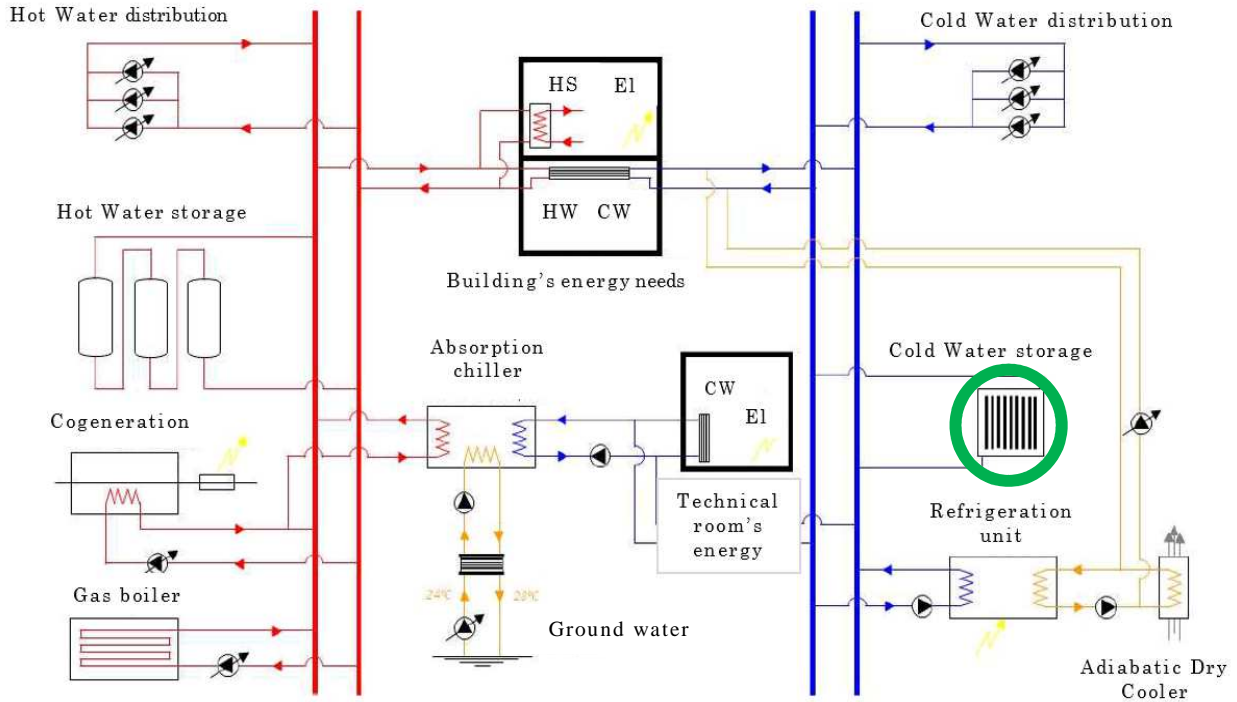 Hot Water distribution
Cold Water distribution
HS El
HW CW
Hot Water storage
Building's energy needs
Absorption
chiller
Cold Water storage
CW
El
Cogeneration
Technical
room's
energy
Refrigeration
unit
24°C 28°C
Gas boiler
Ground water
Adiabatic Dry
Cooler